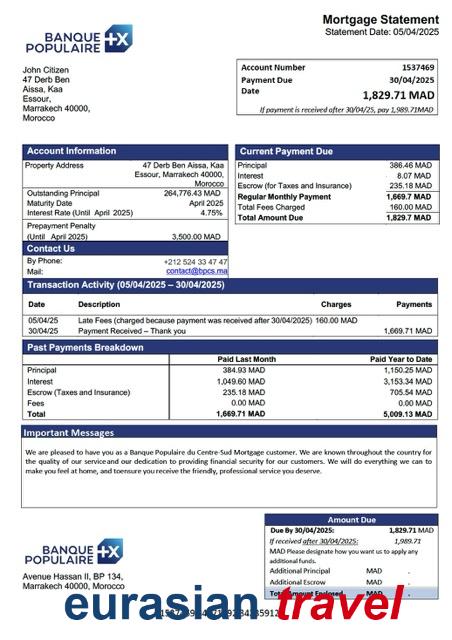 BANQUE
POPULAIRE
Mortgage Statement
Statement Date: 05/04/2025
John Citizen
47 Derb Ben
Aissa, Kaa
Essour,
Marrakech 40000,
Morocco
Account Number 1537469
Payment Due 30/04/2025
Date 1,829.71 MAD
If payment is received after 30/04/25, pay 1,989.71MAD
Account Information
Property Address 47 Derb Ben Aissa, Kaa
Essour, Marrakech 40000,
Morocco
Outstanding Principal 264,776.43 MAD
Maturity Date April 2025
Interest Rate (Until April 2025) 4.75%
Prepayment Penalty
(Until April 2025) 3,500.00 MAD
Contact Us
By Phone: +212 524 33 47 47
Mail: contact@bpcs.ma
Current Payment Due
Principal 386.46 MAD
Interest 8.07 MAD
Escrow (for Taxes and Insurance) 235.18 MAD
Regular Monthly Payment 1,669.7 MAD
Total Fees Charged 160.00 MAD
Total Amount Due 1,829.7 MAD
Transaction Activity (05/04/2025 – 30/04/2025)
Date Description Charges Payments
05/04/25 Late Fees (charged because payment was received after 30/04/2025) 160.00 MAD
30/04/25 Payment Received – Thank you 1,669.71 MAD
Past Payments Breakdown
Paid Last Month Paid Year to Date
Principal 384.93 MAD 1,150.25 MAD
Interest 1,049.60 MAD 3,153.34 MAD
Escrow (Taxes and Insurance) 235.18 MAD 705.54 MAD
Fees 0.00 MAD 0.00 MAD
Total 1,669.71 MAD 5,009.13 MAD
Important Messages
We are pleased to have you as a Banque Populaire du Centre-Sud Mortgage customer. We are known throughout the country for
the quality of our service and our dedication to providing financial security for our customers. We will do everything we can to
make you feel at home, and toensure you receive the friendly, professional service you deserve.
BANQUE
POPULAIRE
Avenue Hassan II, BP 134,
Marrakech 40000, Morocco
Amount Due
Due By 30/04/2025: 1,829.71 MAD
If received after 30/04/2025: 1,989.71
MAD Please designate how you want us to apply any
additional funds.
Additional Principal MAD .
Additional Escrow MAD .
Total Amount Enclosed MAD .
eurasian travel